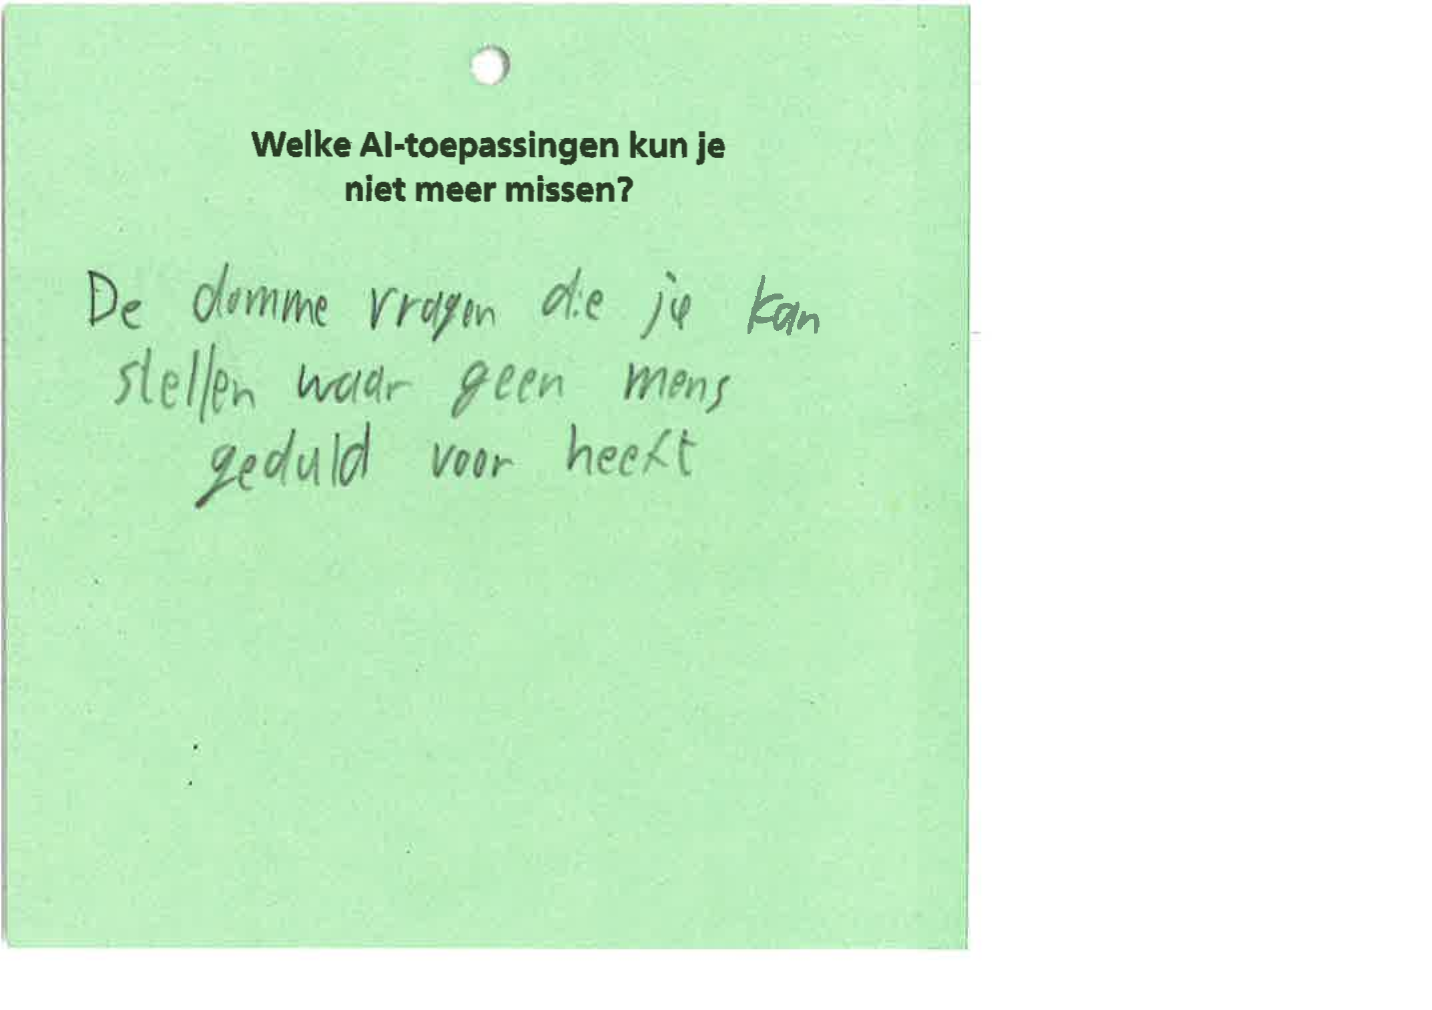 Welke AI-toepassingen kun je
niet meer missen?
De domme vragen die je kan
stellen waar geen mens
geduld voor heeft